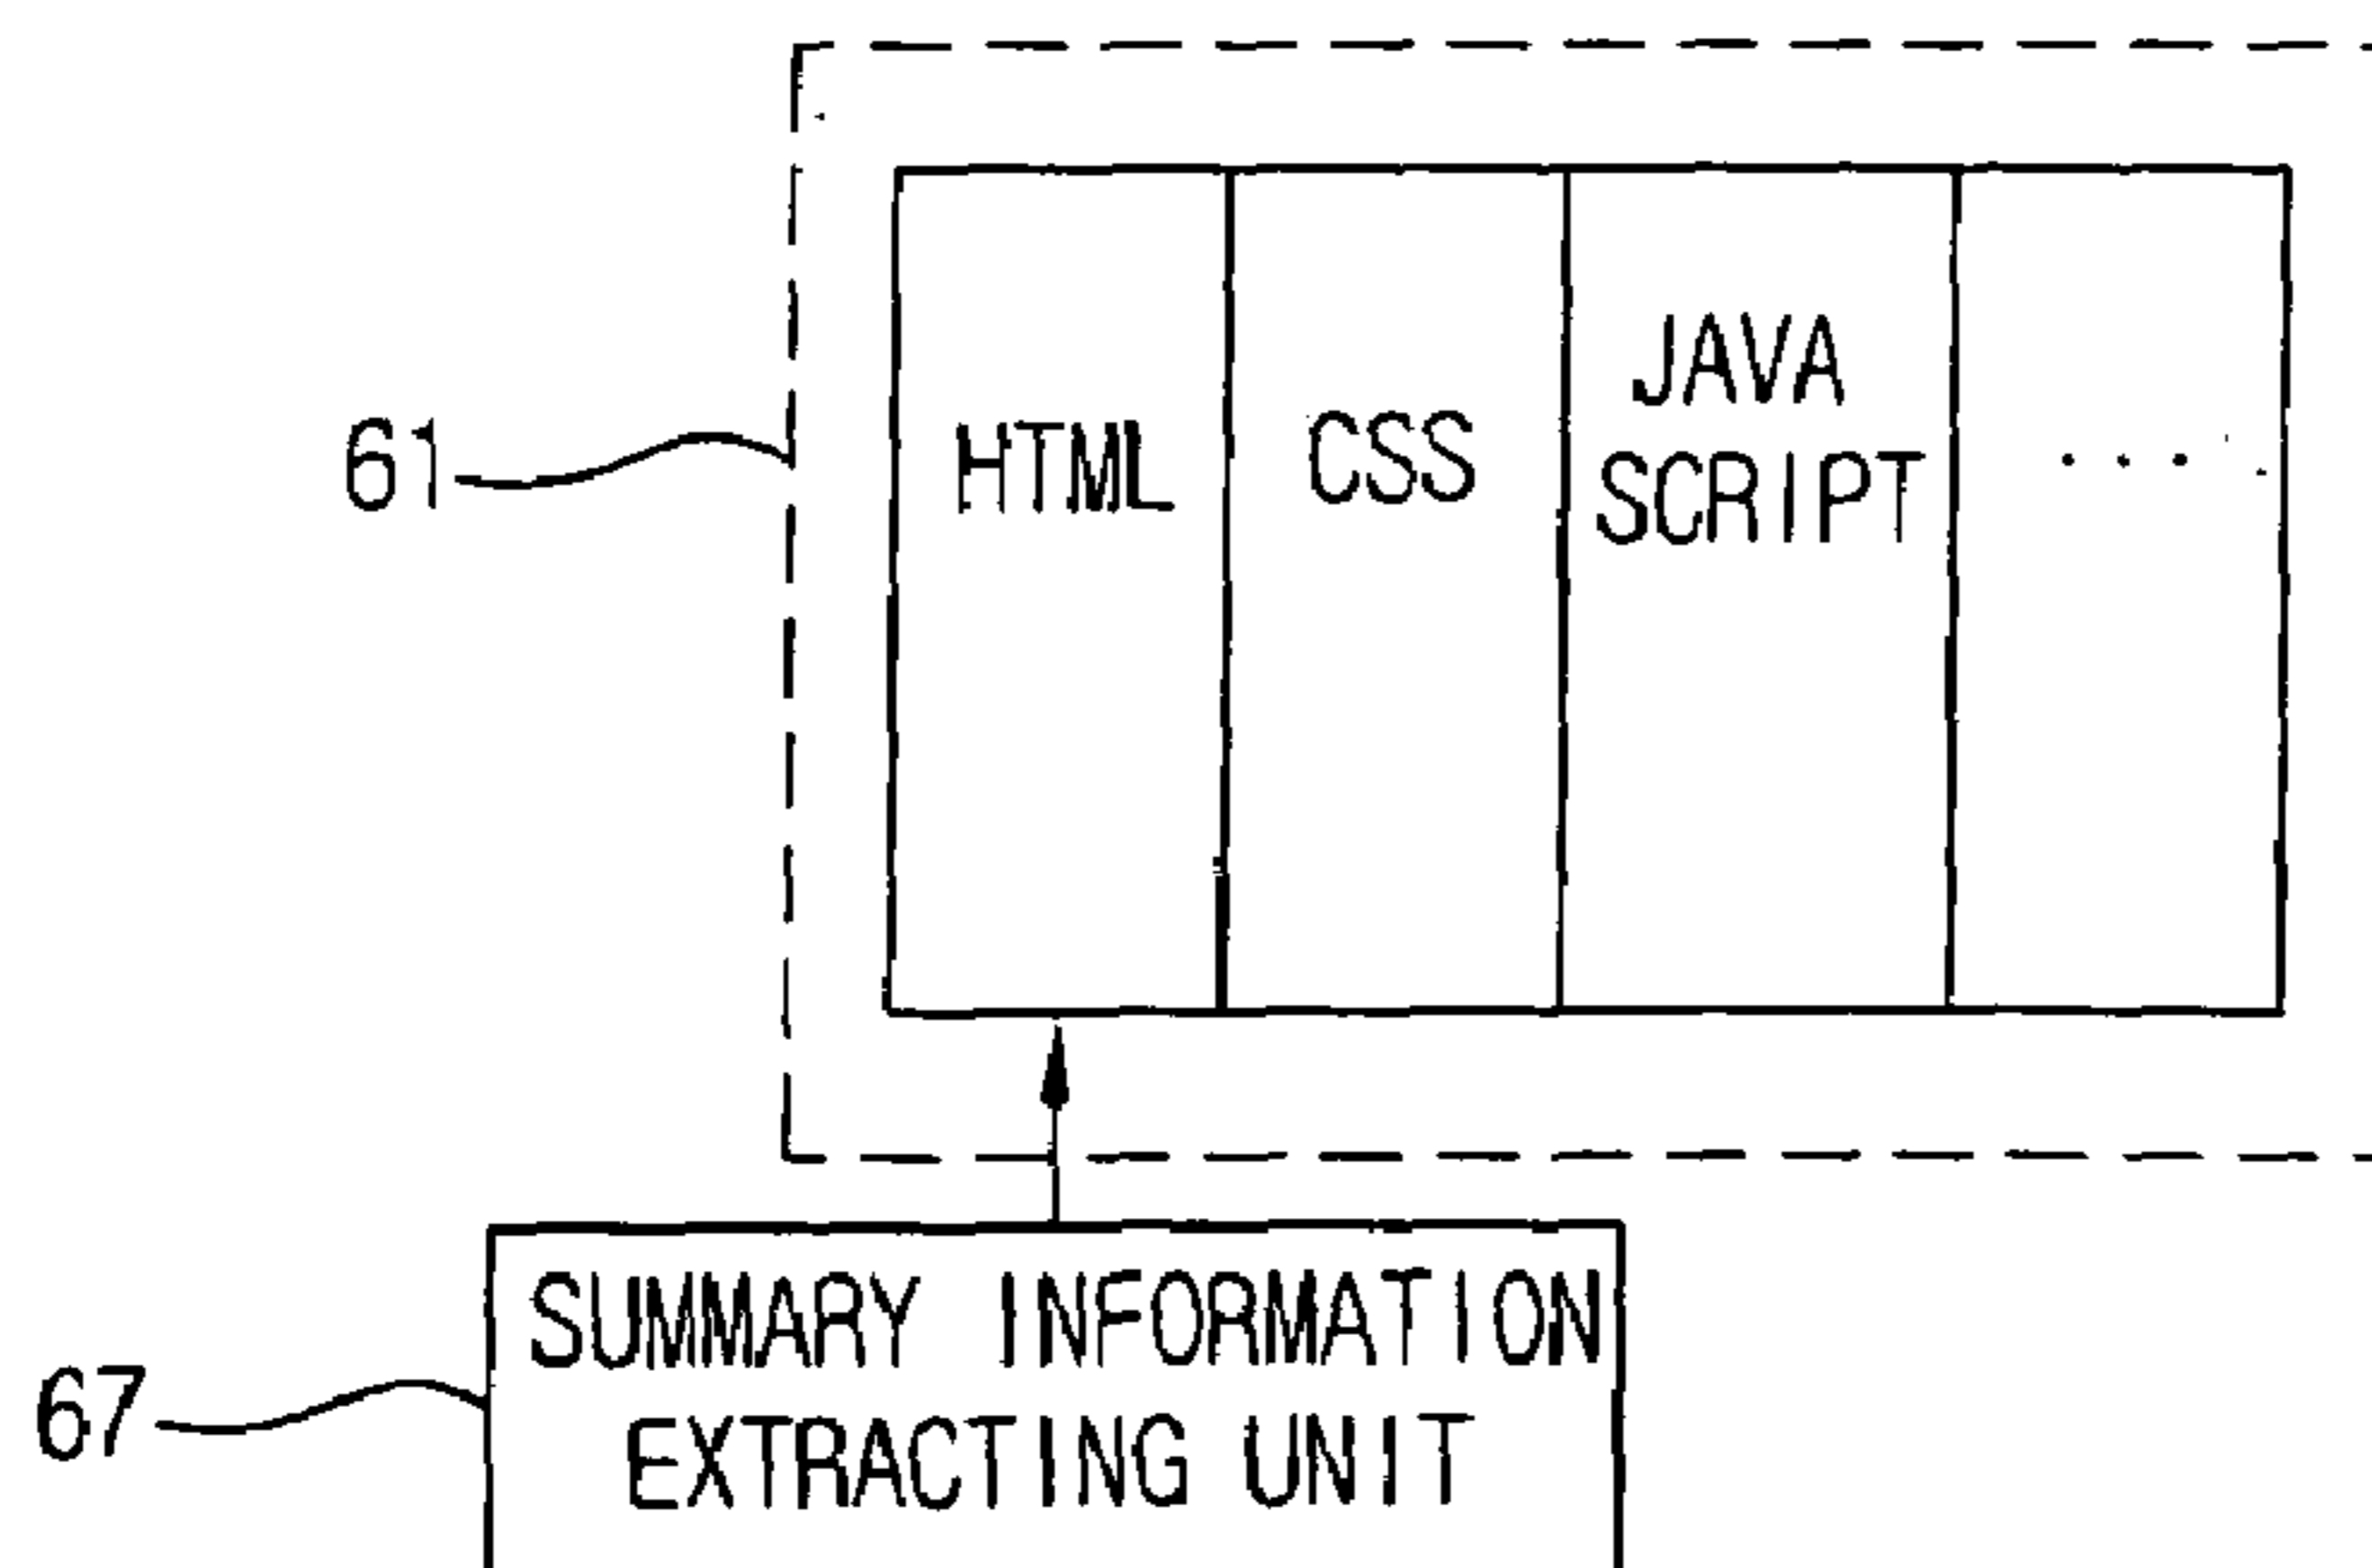 JAVA
61 HTML CSS SCRIPT . . .
SUMMARY INFORMATION
67 EXTRACTING UNIT